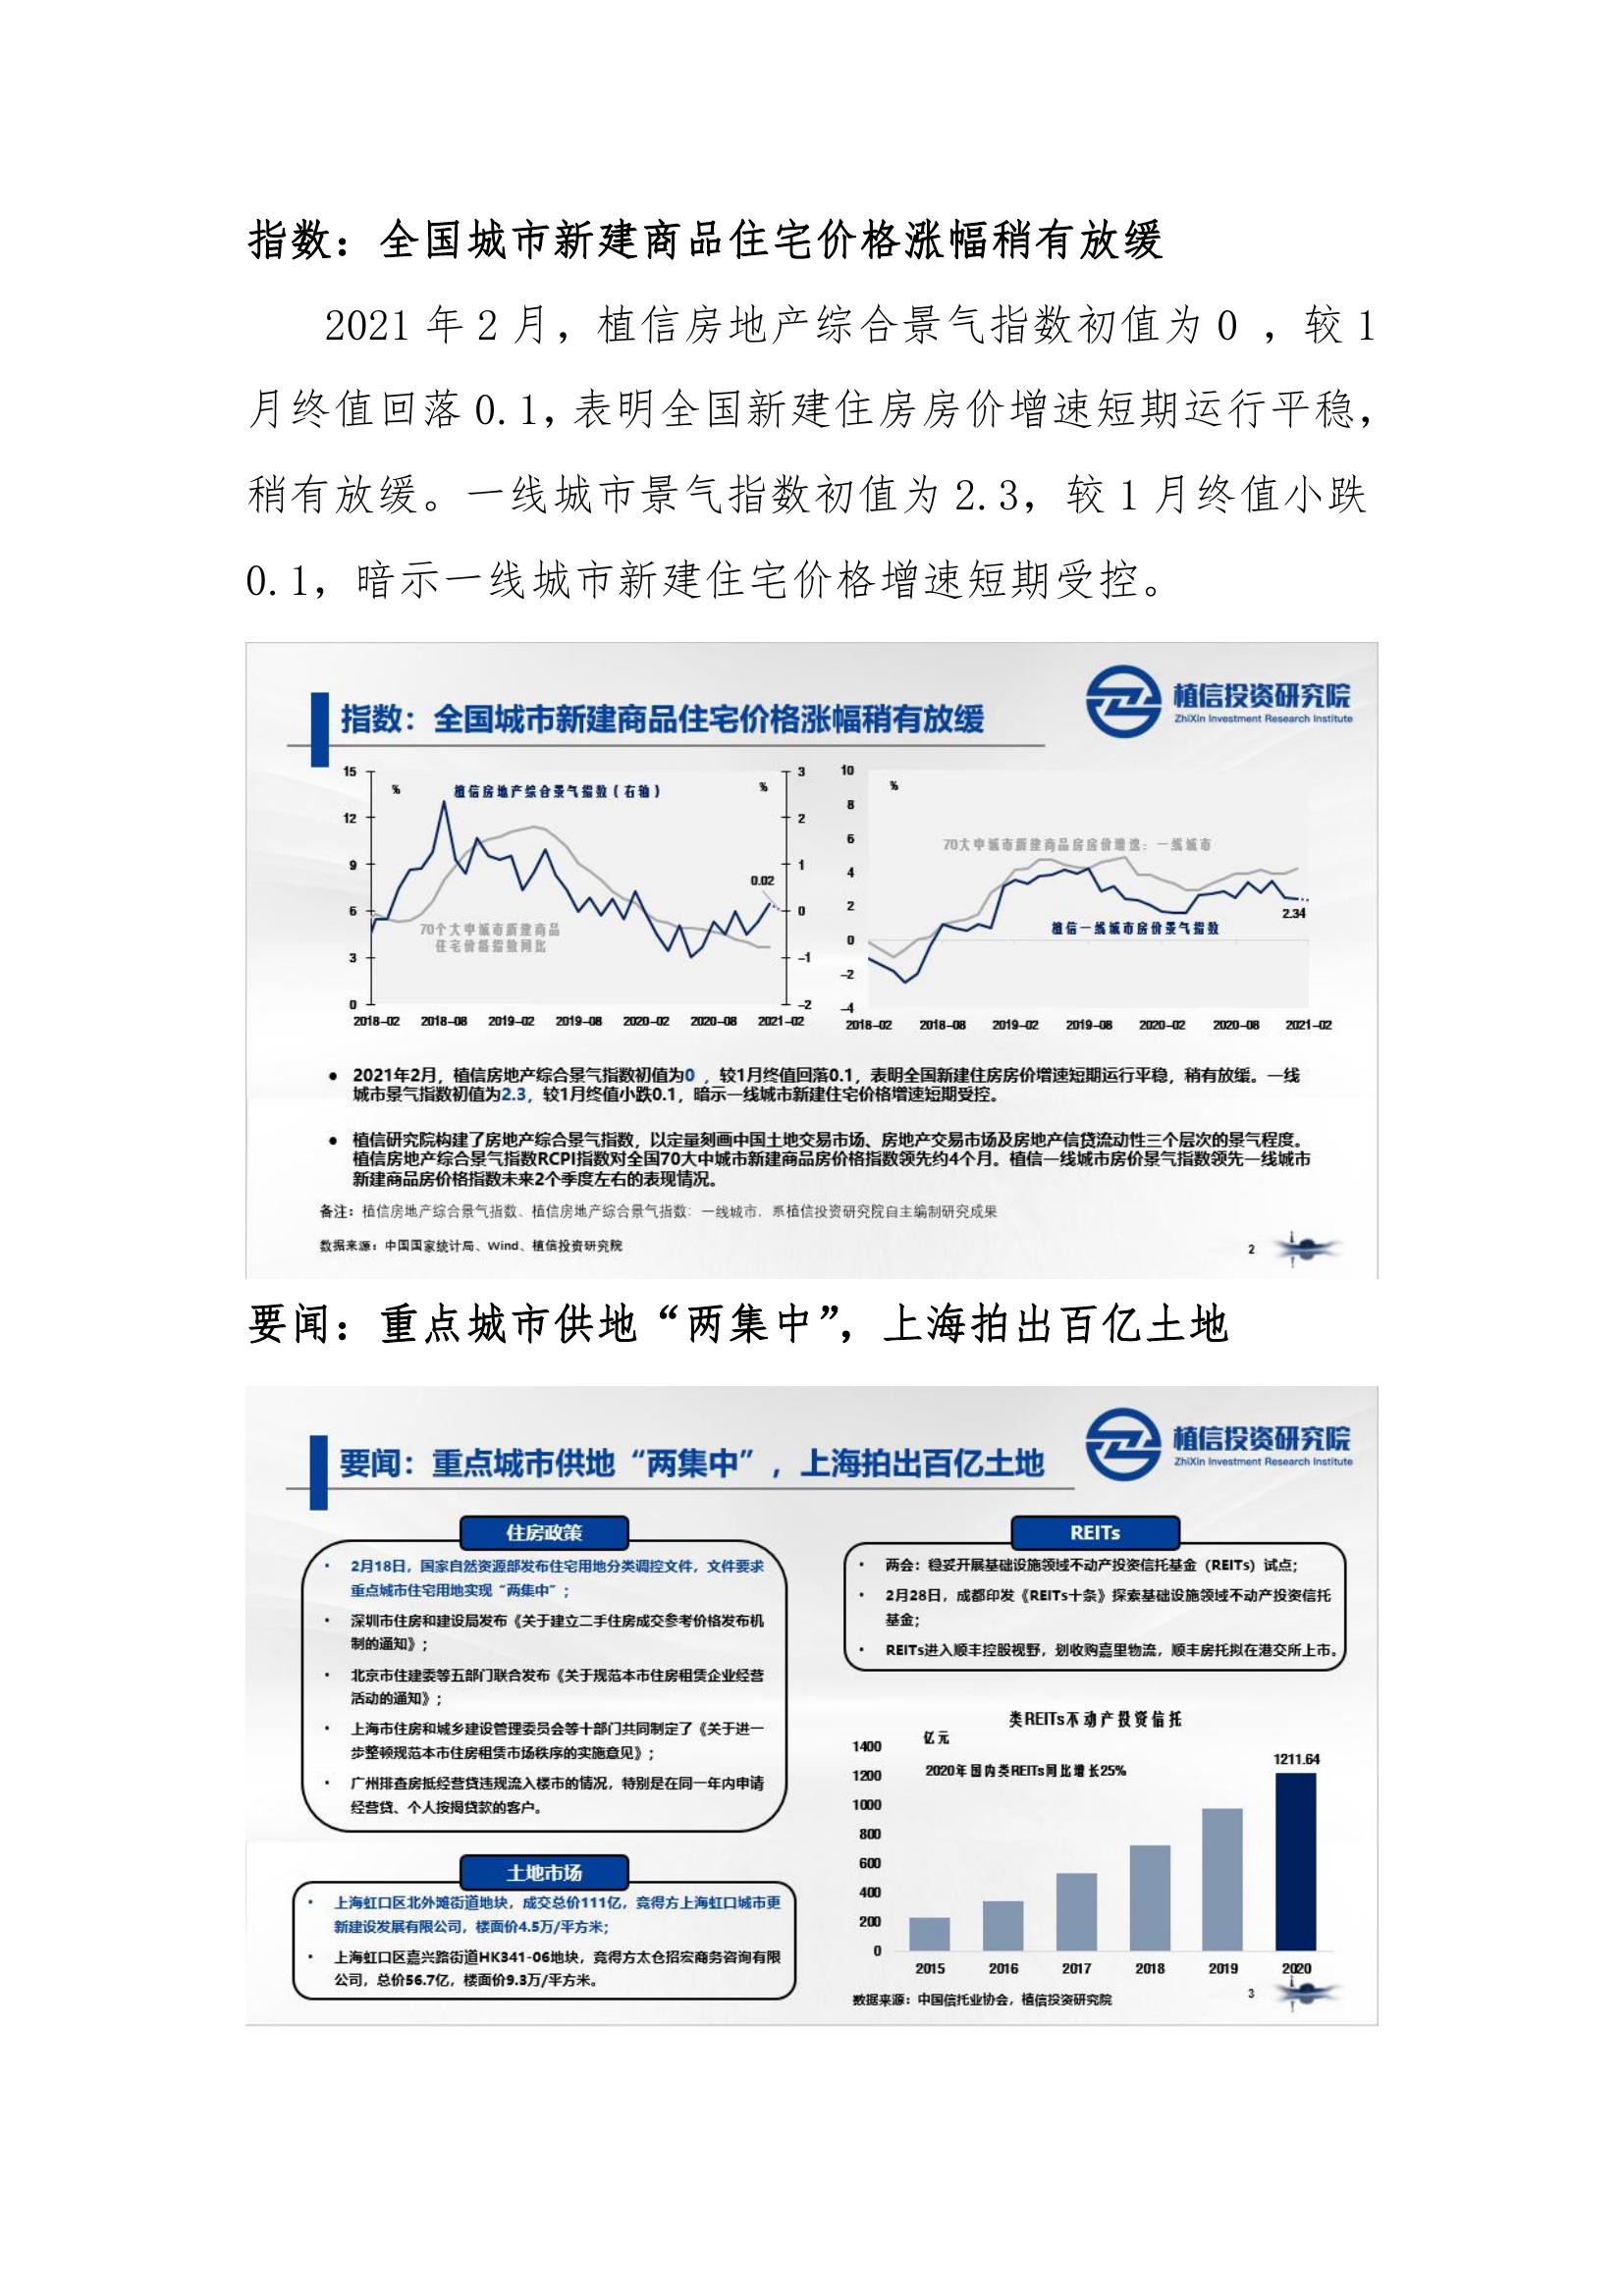 指数：全国城市新建商品住宅价格涨幅稍有放缓
2021 年 2 月，植信房地产综合景气指数初值为 0 ，较 1
月终值回落 0.1，表明全国新建住房房价增速短期运行平稳，
稍有放缓。一线城市景气指数初值为 2.3，较 1 月终值小跌
0.1，暗示一线城市新建住宅价格增速短期受控。
植信投资研究院
ZhiXin Investment Research Institute
指数：全国城市新建商品住宅价格涨幅稍有放缓
15
12
9
6
3
0
%
植信房地产综合景气指数（右轴）
%
3
2
1
0
-1
-2
0.02
70个大中城市新建商品
住宅价格指数同比
2018-02 2018-08 2019-02 2019-08 2020-02 2020-08 2021-02
10
8
6
4
2
0
-2
-4
%
70大中城市新建商品房房价增速：一线城市
2.34
植信一线城市房价景气指数
2018-02 2018-08 2019-02 2019-08 2020-02 2020-08 2021-02
● 2021年2月，植信房地产综合景气指数初值为0 ，较1月终值回落0.1，表明全国新建住房房价增速短期运行平稳，稍有放缓。一线
城市景气指数初值为2.3，较1月终值小跌0.1，暗示一线城市新建住宅价格增速短期受控。
● 植信研究院构建了房地产综合景气指数，以定量刻画中国土地交易市场、房地产交易市场及房地产信贷流动性三个层次的景气程度。
植信房地产综合景气指数RCPI指数对全国70大中城市新建商品房价格指数领先约4个月。植信一线城市房价景气指数领先一线城市
新建商品房价格指数未来2个季度左右的表现情况。
备注：植信房地产综合景气指数、植信房地产综合景气指数：一线城市，系植信投资研究院自主编制研究成果
数据来源：中国国家统计局、Wind、植信投资研究院
2
要闻：重点城市供地“两集中”，上海拍出百亿土地
植信投资研究院
ZhiXin Investment Research Institute
要闻：重点城市供地“两集中”，上海拍出百亿土地
住房政策
• 2月18日，国家自然资源部发布住宅用地分类调控文件，文件要求
重点城市住宅用地实现“两集中”；
• 深圳市住房和建设局发布《关于建立二手住房成交参考价格发布机
制的通知》；
• 北京市住建委等五部门联合发布《关于规范本市住房租赁企业经营
活动的通知》；
• 上海市住房和城乡建设管理委员会等十部门共同制定了《关于进一
步整顿规范本市住房租赁市场秩序的实施意见》；
• 广州排查房抵经营贷违规流入楼市的情况，特别是在同一年内申请
经营贷、个人按揭贷款的客户。
土地市场
• 上海虹口区北外滩街道地块，成交总价111亿，竞得方上海虹口城市更
新建设发展有限公司，楼面价4.5万/平方米；
• 上海虹口区嘉兴路街道HK341-06地块，竞得方太仓招宏商务咨询有限
公司，总价56.7亿，楼面价9.3万/平方米。
REITs
• 两会：稳妥开展基础设施领域不动产投资信托基金（REITs）试点；
• 2月28日，成都印发《REITs十条》探索基础设施领域不动产投资信托
基金；
• REITs进入顺丰控股视野，划收购嘉里物流，顺丰房托拟在港交所上市。
类REITs不动产投资信托
亿元
2020年国内类REITs同比增长25%
1211.64
1400
1200
1000
800
600
400
200
0
2015 2016 2017 2018 2019 2020
数据来源：中国信托业协会，植信投资研究院
3